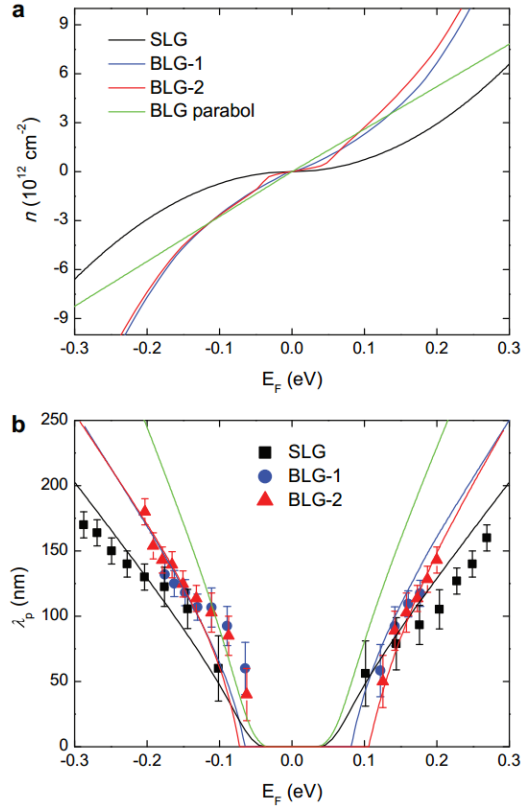 a
SLG
BLG-1
BLG-2
BLG parabol
n (10¹² cm⁻²)
9
6
3
0
-3
-6
-9
-0.3 -0.2 -0.1 0.0 0.1 0.2 0.3
E_F (eV)
b
SLG
BLG-1
BLG-2
λ_p (nm)
250
200
150
100
50
0
-0.3 -0.2 -0.1 0.0 0.1 0.2 0.3
E_F (eV)